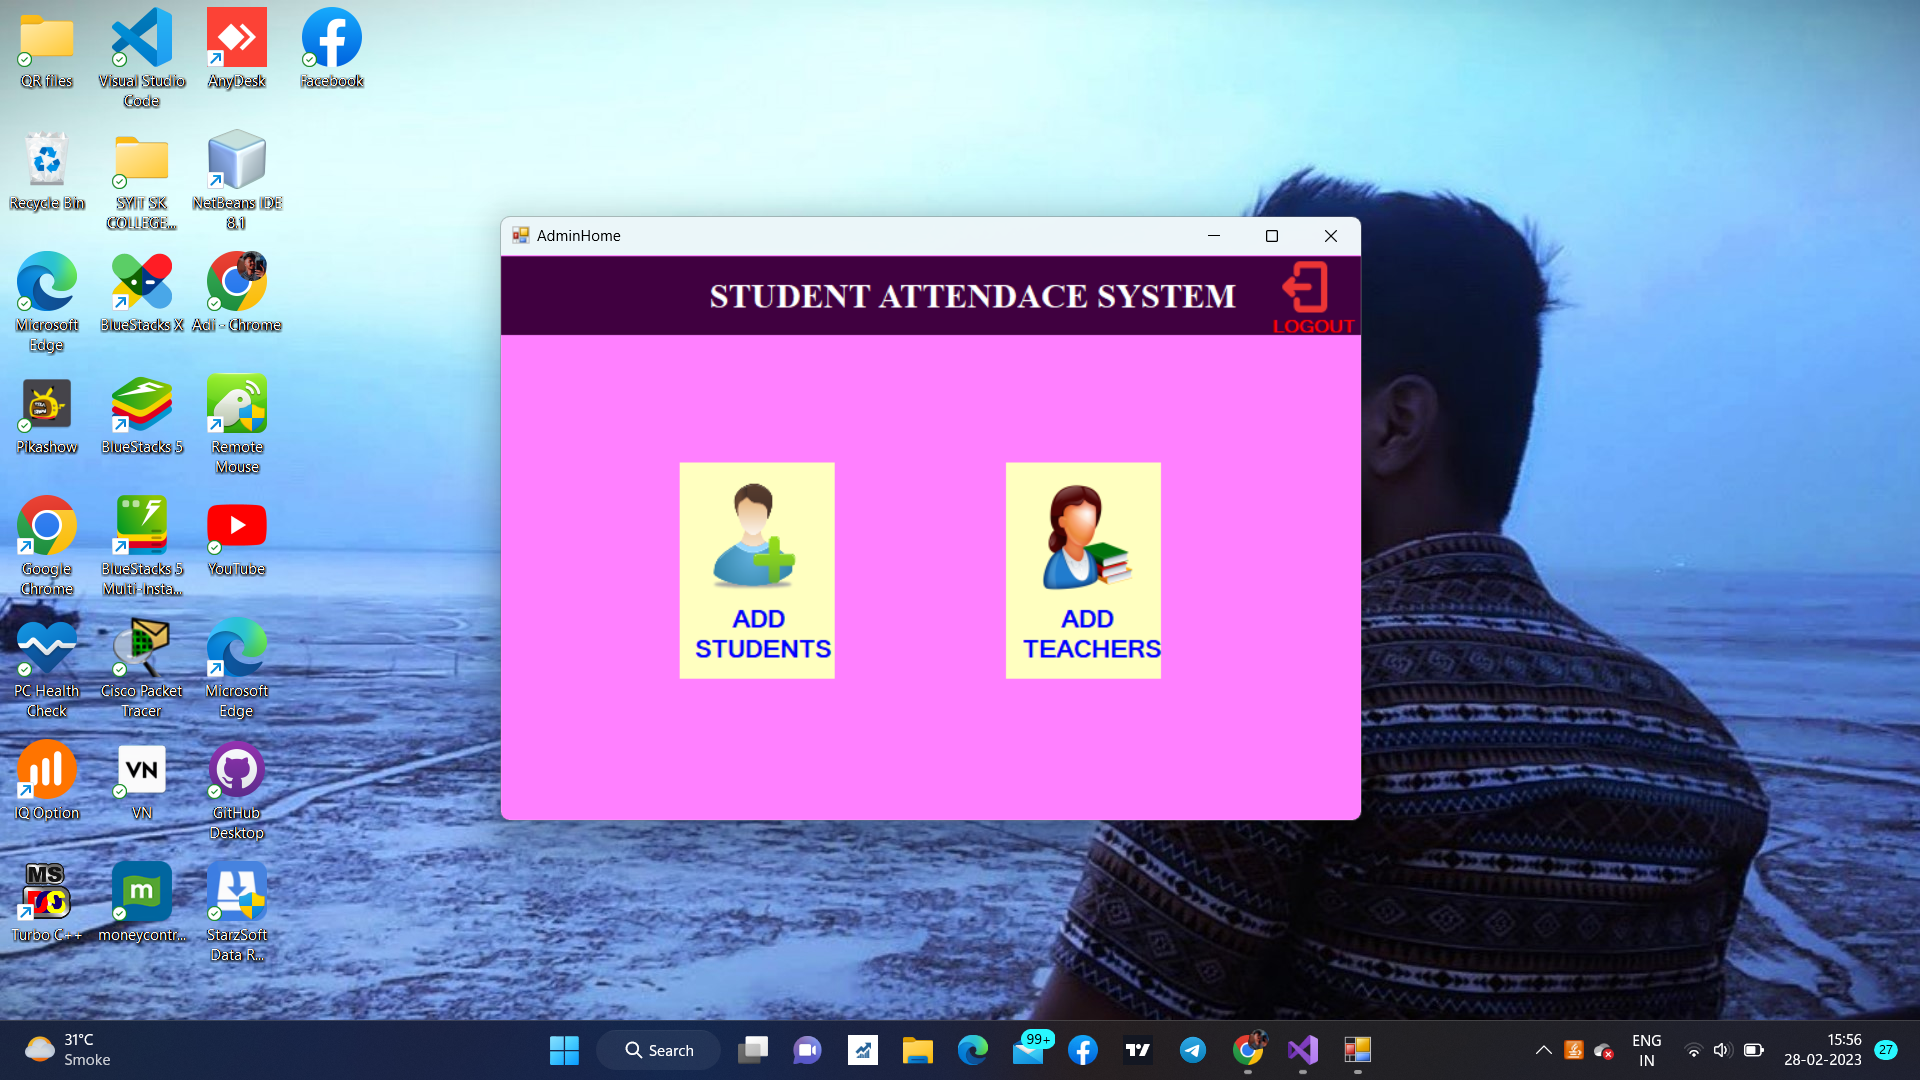 QR files
Visual Studio
Code
AnyDesk
Facebook
Recycle Bin
SYIT SK
COLLEGE...
NetBeans IDE
8.1
Microsoft
Edge
BlueStacks X
Adi - Chrome
Pikashow
BlueStacks 5
Remote
Mouse
Google
Chrome
BlueStacks 5
Multi-Insta...
YouTube
PC Health
Check
Cisco Packet
Tracer
Microsoft
Edge
IQ Option
VN
VN
GitHub
Desktop
MS
Turbo C++
m
moneycontr...
StarzSoft
Data R...
AdminHome
STUDENT ATTENDACE SYSTEM
LOGOUT
ADD
STUDENTS
ADD
TEACHERS
31°C
Smoke
Search
99+
ENG
IN
15:56
28-02-2023
27